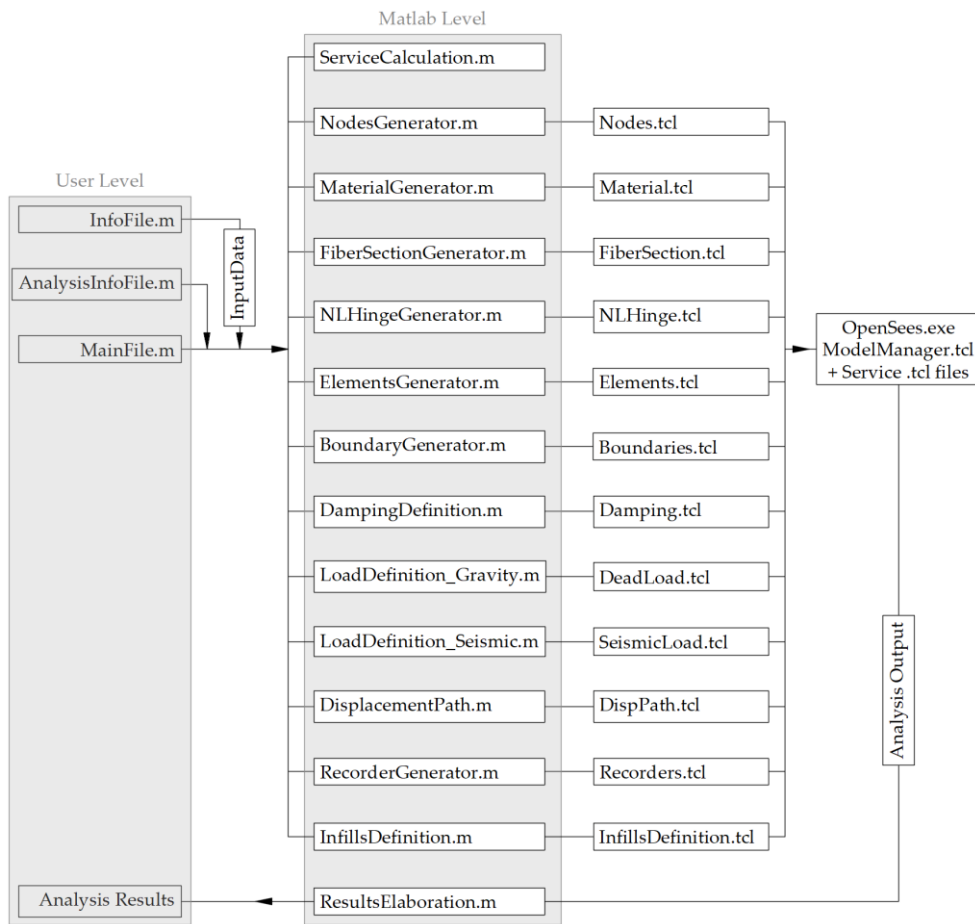 Matlab Level
ServiceCalculation.m
NodesGenerator.m
Nodes.tcl
MaterialGenerator.m
Material.tcl
User Level
InfoFile.m
FiberSectionGenerator.m
FiberSection.tcl
AnalysisInfoFile.m
InputData
NLHingeGenerator.m
NLHinge.tcl
MainFile.m
OpenSees.exe
ModelManager.tcl
+ Service .tcl files
ElementsGenerator.m
Elements.tcl
BoundaryGenerator.m
Boundaries.tcl
DampingDefinition.m
Damping.tcl
LoadDefinition_Gravity.m
DeadLoad.tcl
LoadDefinition_Seismic.m
SeismicLoad.tcl
Analysis Output
DisplacementPath.m
DispPath.tcl
RecorderGenerator.m
Recorders.tcl
InfillsDefinition.m
InfillsDefinition.tcl
Analysis Results
ResultsElaboration.m